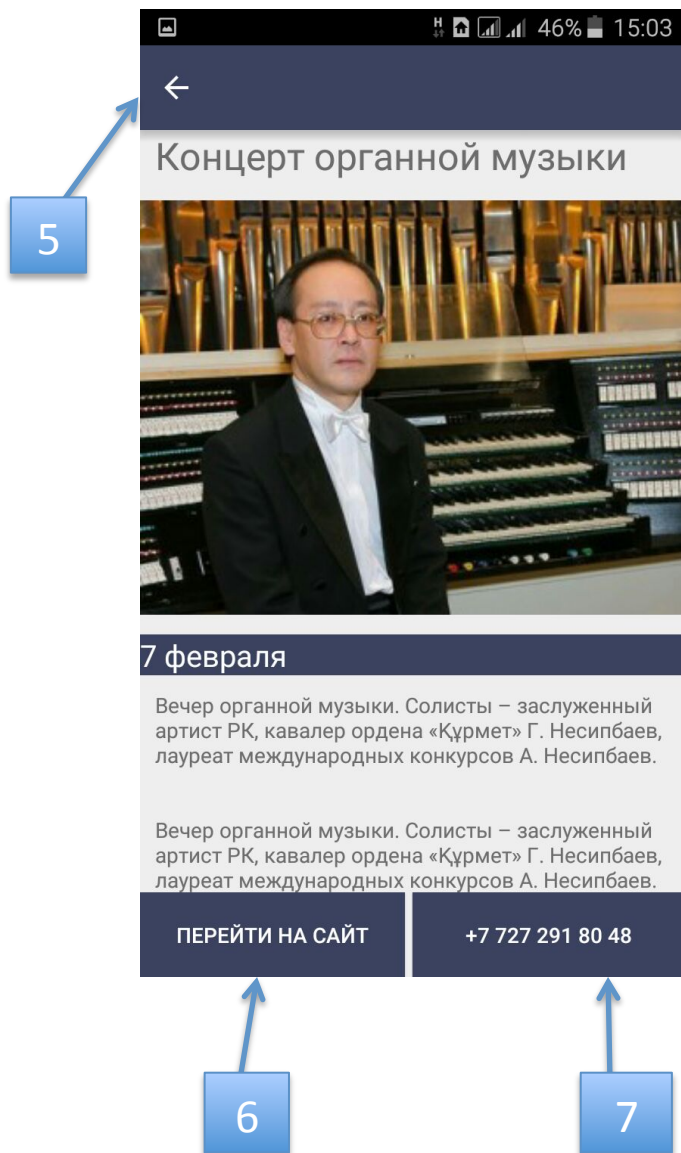 H 46% 15:03
Концерт органной музыки
5
7 февраля
Вечер органной музыки. Солисты – заслуженный
артист РК, кавалер ордена «Құрмет» Г. Несипбаев,
лауреат международных конкурсов А. Несипбаев.
Вечер органной музыки. Солисты – заслуженный
артист РК, кавалер ордена «Құрмет» Г. Несипбаев,
лауреат международных конкурсов А. Несипбаев.
ПЕРЕЙТИ НА САЙТ
+7 727 291 80 48
6
7